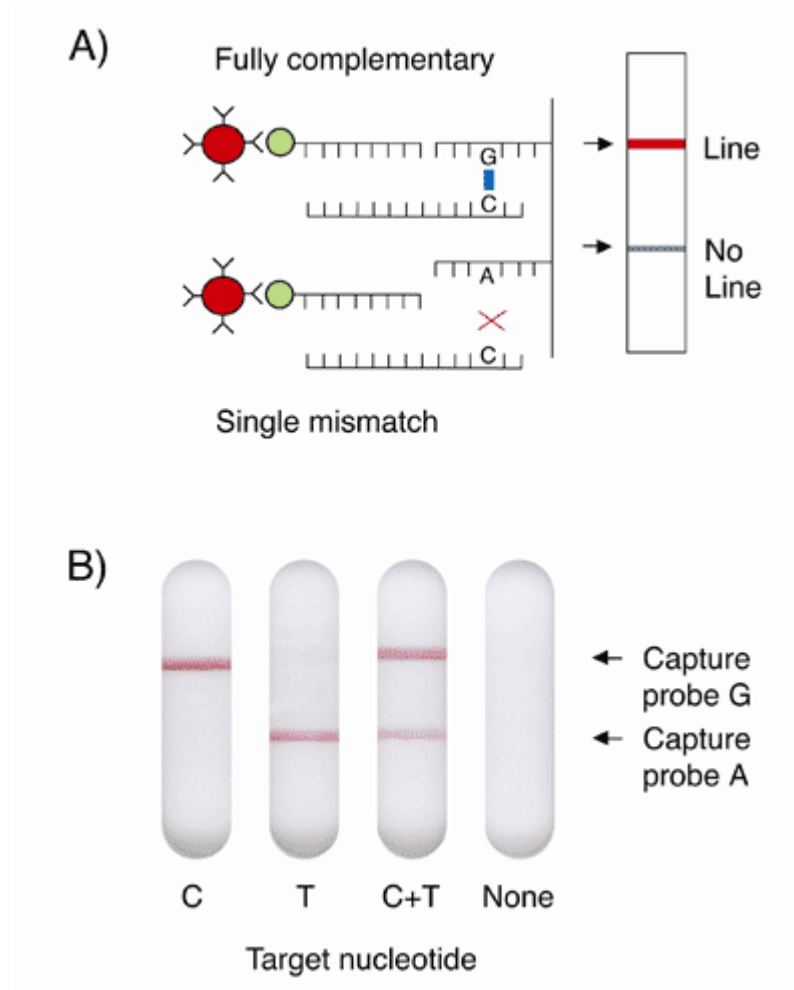 A)
Fully complementary
G
C
Line
A
C
No
Line
Single mismatch
B)
Capture
probe G
Capture
probe A
C T C+T None
Target nucleotide